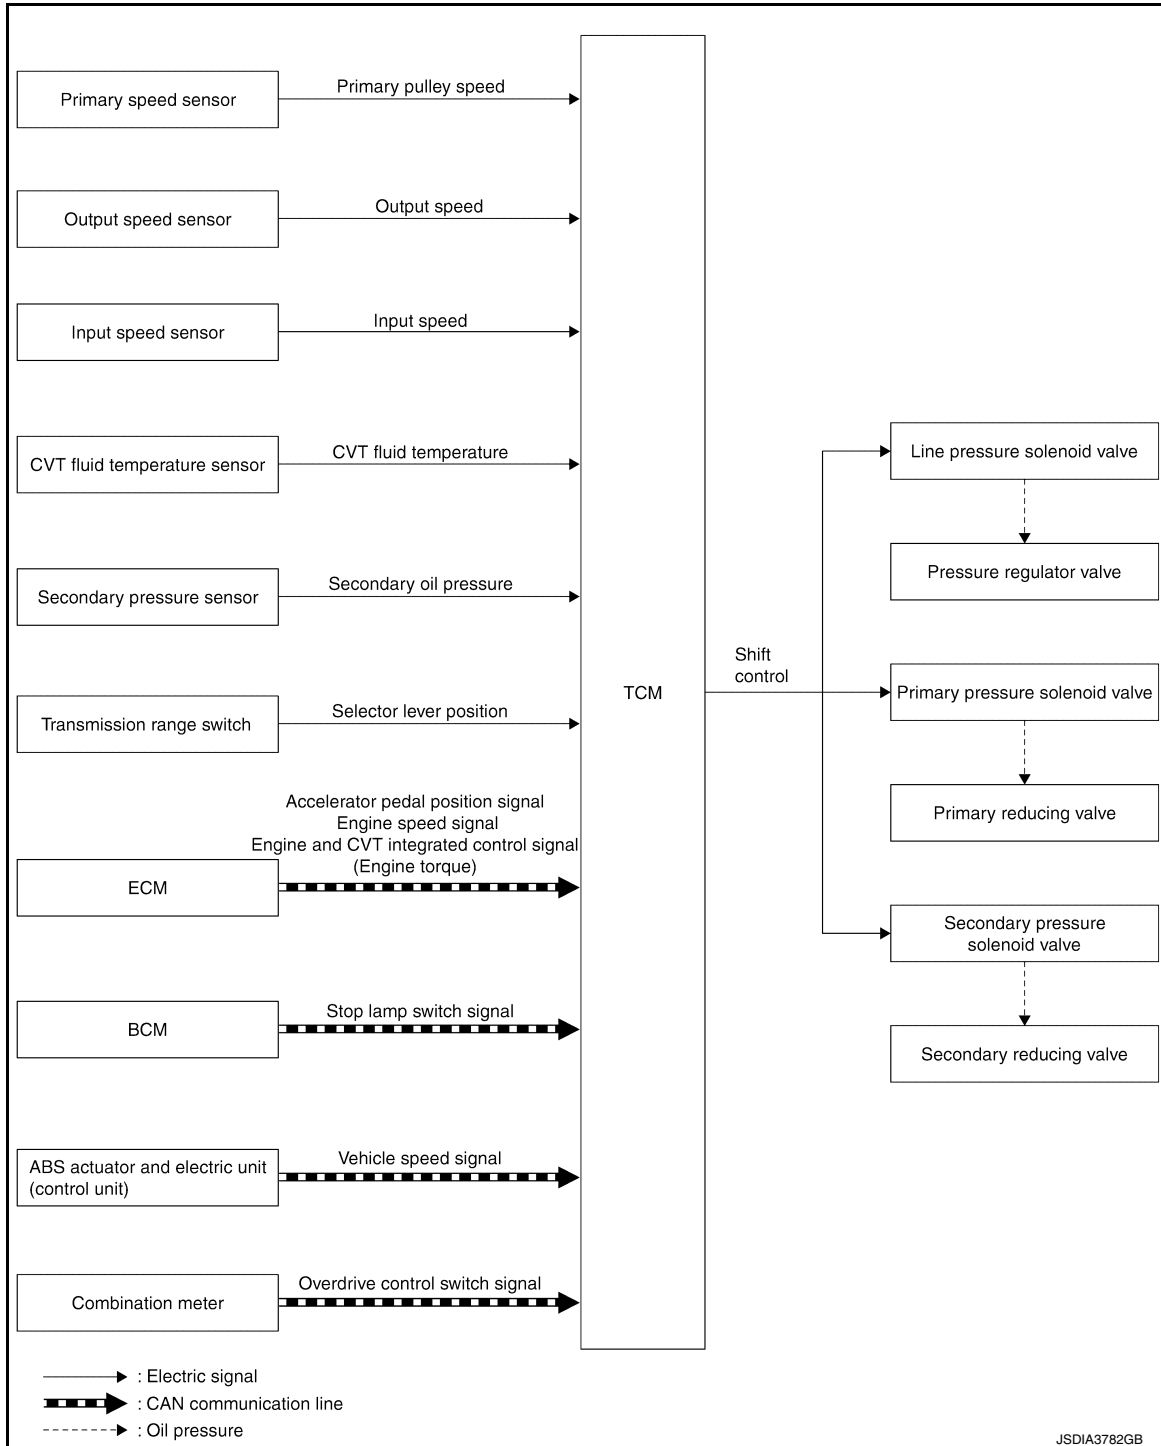 Primary speed sensor
Primary pulley speed
Output speed sensor
Output speed
Input speed sensor
Input speed
CVT fluid temperature sensor
CVT fluid temperature
Secondary pressure sensor
Secondary oil pressure
Transmission range switch
Selector lever position
ECM
Accelerator pedal position signal
Engine speed signal
Engine and CVT integrated control signal
(Engine torque)
BCM
Stop lamp switch signal
ABS actuator and electric unit
(control unit)
Vehicle speed signal
Combination meter
Overdrive control switch signal
TCM
Shift
control
Line pressure solenoid valve
Pressure regulator valve
Primary pressure solenoid valve
Primary reducing valve
Secondary pressure
solenoid valve
Secondary reducing valve
: Electric signal
: CAN communication line
: Oil pressure
JSDIA3782GB